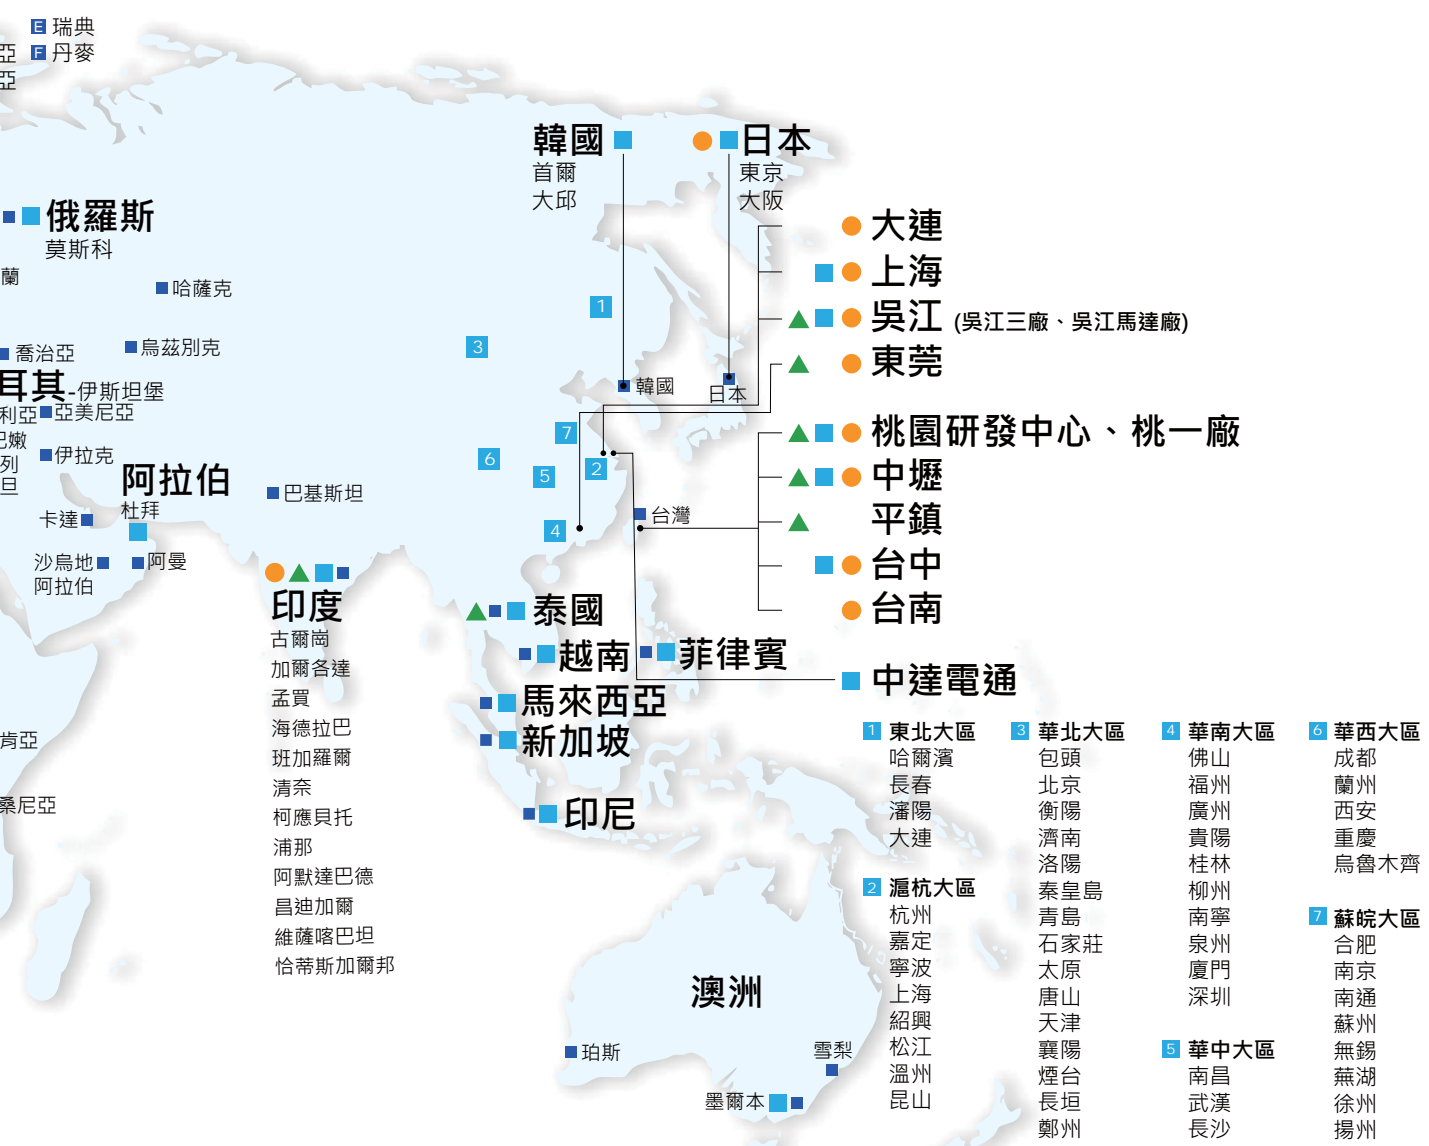 E 瑞典
亞 F 丹麥
亞
韓國
首爾
大邱
日本
東京
大阪
俄羅斯
莫斯科
蘭
哈薩克
喬治亞
烏茲別克
耳其-伊斯坦堡
利亞 亞美尼亞
巴嫩
列
旦
伊拉克
阿拉伯
杜拜
卡達
沙烏地
阿拉伯
阿曼
巴基斯坦
1
3
韓國
日本
7
6
5
2
4
台灣
大連
上海
吳江 (吳江三廠、吳江馬達廠)
東莞
桃園研發中心、桃一廠
中壢
平鎮
台中
台南
中達電通
印度
古爾崗
加爾各達
孟買
海德拉巴
班加羅爾
清奈
柯應貝托
浦那
阿默達巴德
昌迪加爾
維薩喀巴坦
恰蒂斯加爾邦
泰國
越南
菲律賓
馬來西亞
新加坡
印尼
肯亞
桑尼亞
澳洲
珀斯
雪梨
墨爾本
1 東北大區
哈爾濱
長春
瀋陽
大連
2 滬杭大區
杭州
嘉定
寧波
上海
紹興
松江
溫州
昆山
3 華北大區
包頭
北京
衡陽
濟南
洛陽
秦皇島
青島
石家莊
太原
唐山
天津
襄陽
煙台
長垣
鄭州
4 華南大區
佛山
福州
廣州
貴陽
桂林
柳州
南寧
泉州
廈門
深圳
5 華中大區
南昌
武漢
長沙
6 華西大區
成都
蘭州
西安
重慶
烏魯木齊
7 蘇皖大區
合肥
南京
南通
蘇州
無錫
蕪湖
徐州
揚州